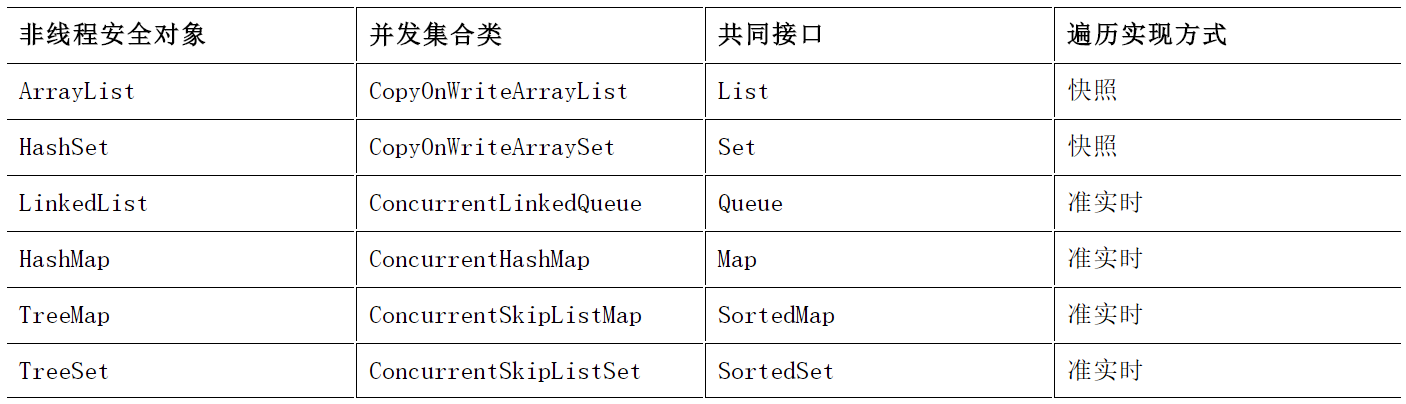 非线程安全对象 并发集合类 共同接口 遍历实现方式
ArrayList CopyOnWriteArrayList List 快照
HashSet CopyOnWriteArraySet Set 快照
LinkedList ConcurrentLinkedQueue Queue 准实时
HashMap ConcurrentHashMap Map 准实时
TreeMap ConcurrentSkipListMap SortedMap 准实时
TreeSet ConcurrentSkipListSet SortedSet 准实时